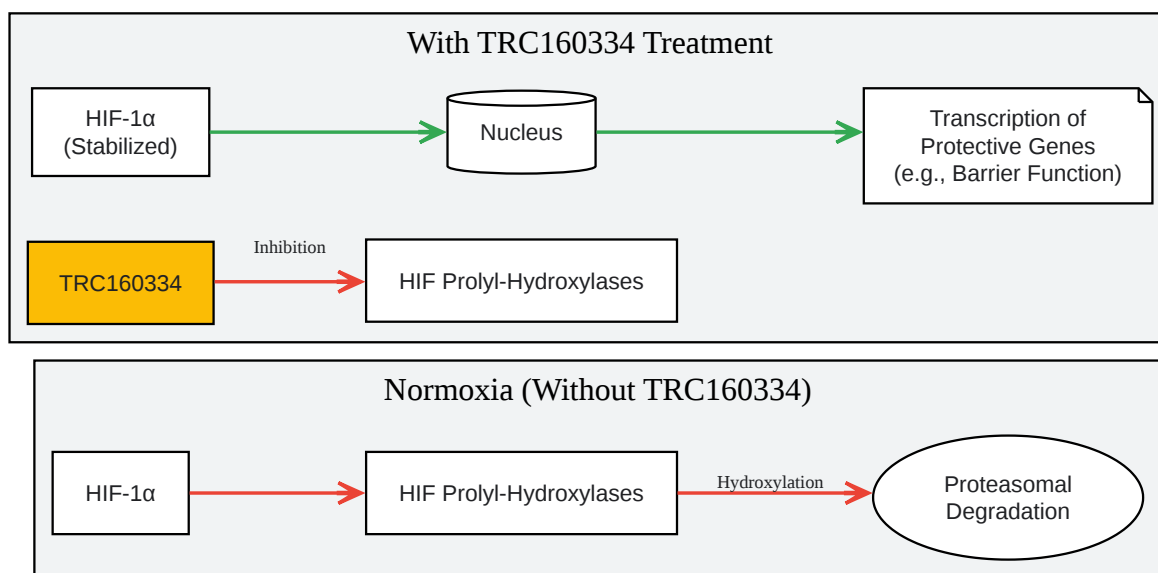 With TRC160334 Treatment
HIF-1α
(Stabilized)
Nucleus
Transcription of
Protective Genes
(e.g., Barrier Function)
TRC160334
Inhibition
HIF Prolyl-Hydroxylases
Normoxia (Without TRC160334)
HIF-1α
HIF Prolyl-Hydroxylases
Hydroxylation
Proteasomal
Degradation